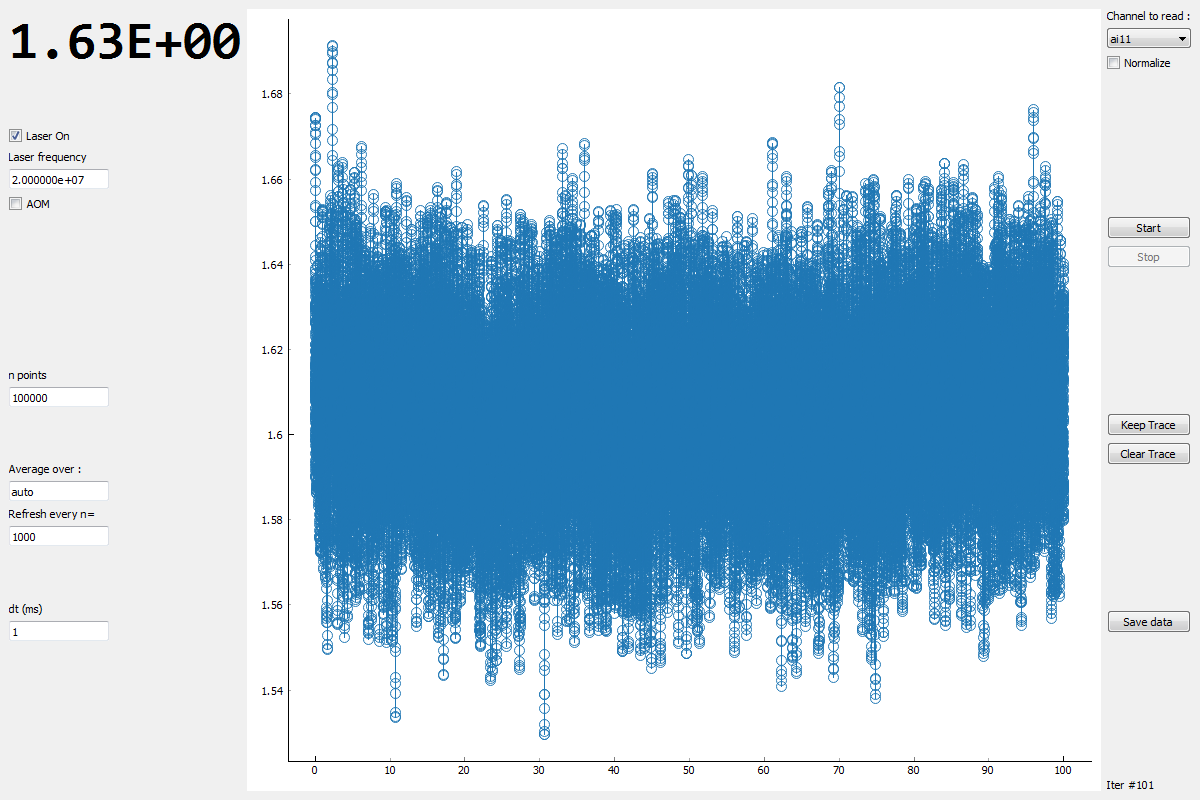 1.63E+00
Laser On
Laser frequency
2.000000e+07
AOM
n points
100000
Average over :
auto
Refresh every n=
1000
dt (ms)
1
1.68
1.66
1.64
1.62
1.6
1.58
1.56
1.54
0 10 20 30 40 50 60 70 80 90 100
Channel to read :
ai11
Normalize
Start
Stop
Keep Trace
Clear Trace
Save data
Iter #101